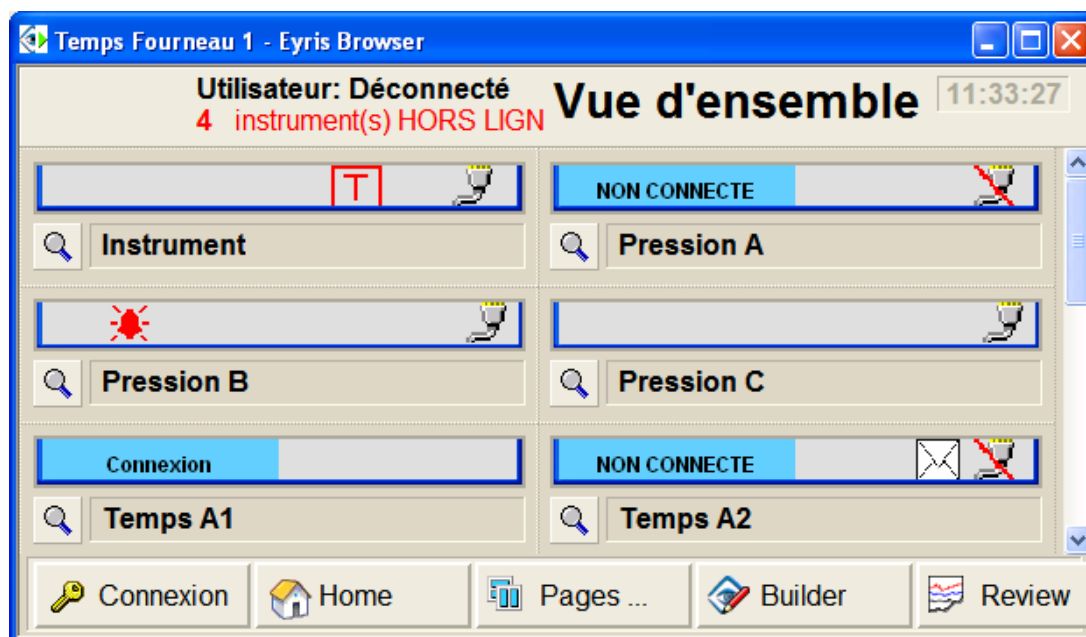 Temps Fourneau 1 - Eyris Browser
Utilisateur: Déconnecté
4 instrument(s) HORS LIGN
Vue d'ensemble
11:33:27
T
NON CONNECTE
Instrument
Pression A
Pression B
Pression C
Connexion
NON CONNECTE
Temps A1
Temps A2
Connexion
Home
Pages ...
Builder
Review